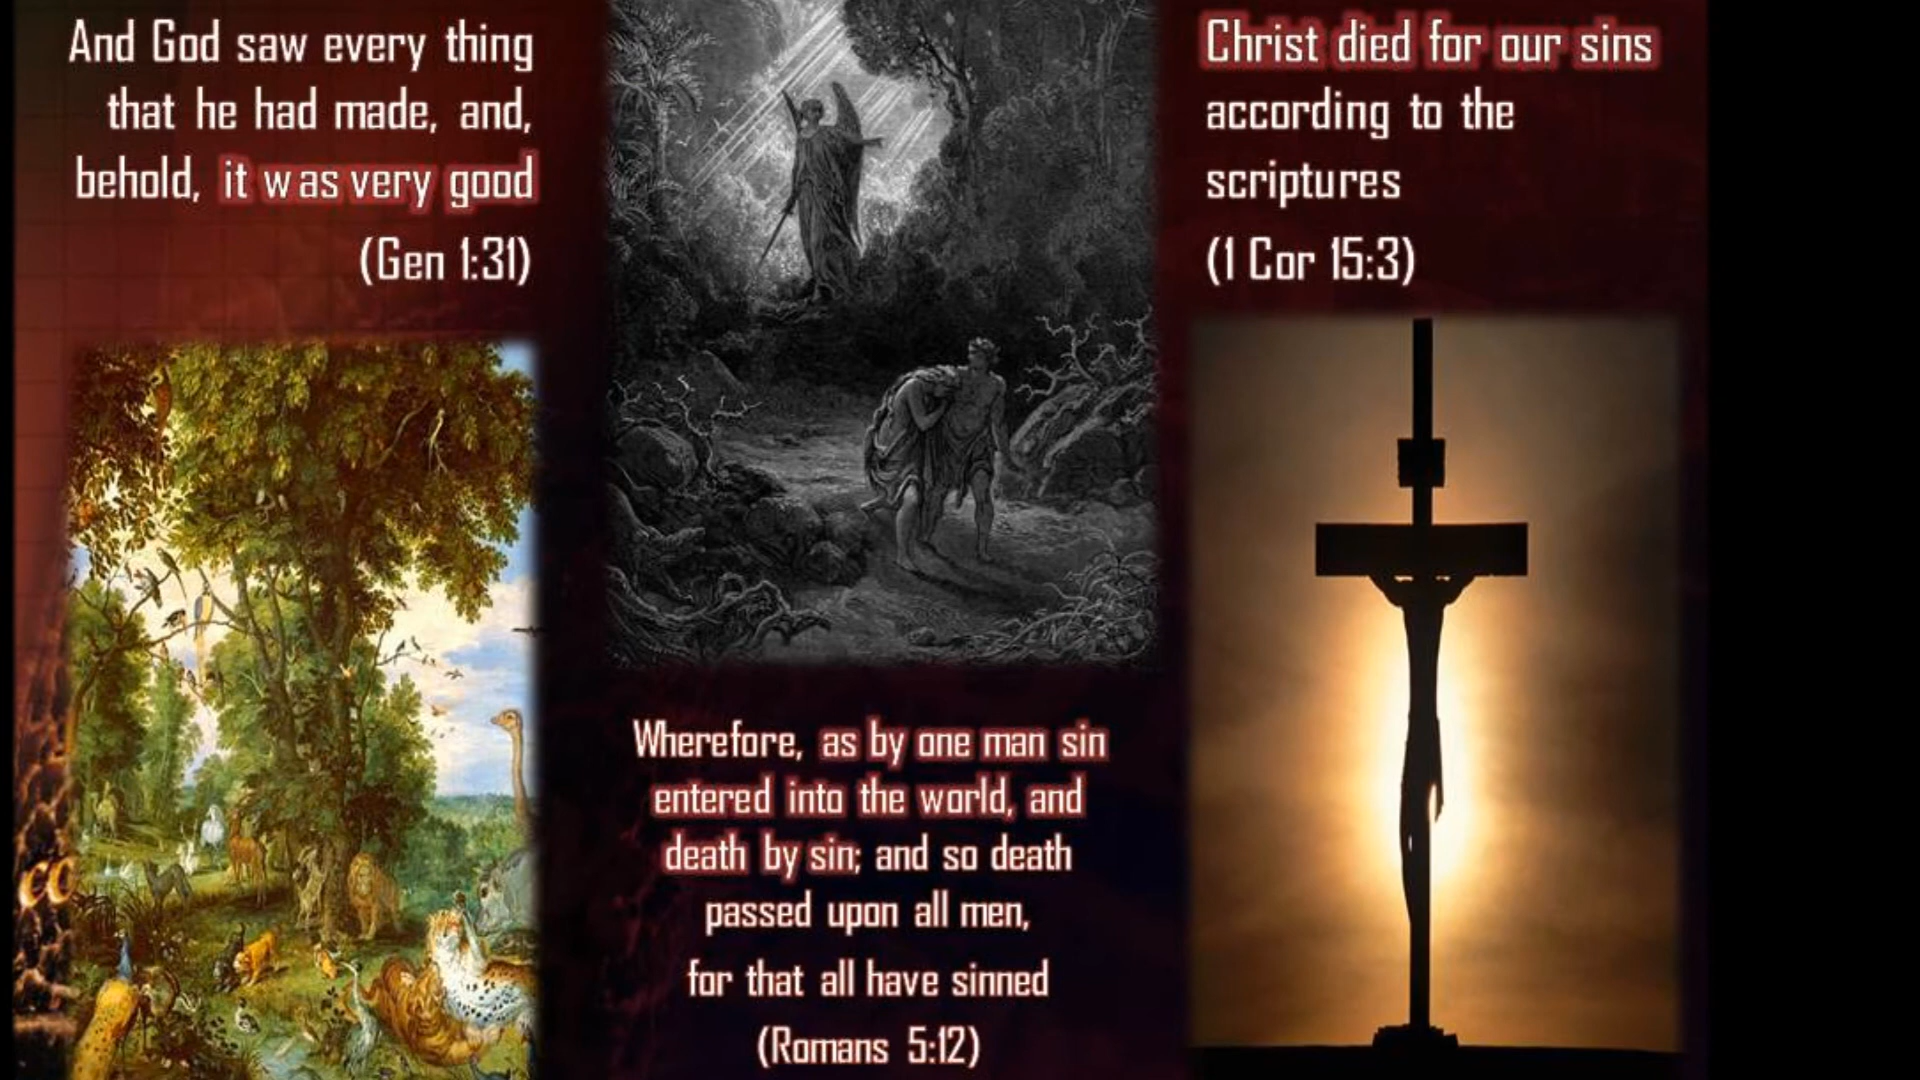 And God saw every thing
that he had made, and,
behold, it was very good
(Gen 1:31)
Wherefore, as by one man sin
entered into the world, and
death by sin; and so death
passed upon all men,
for that all have sinned
(Romans 5:12)
Christ died for our sins
according to the
scriptures
(1 Cor 15:3)